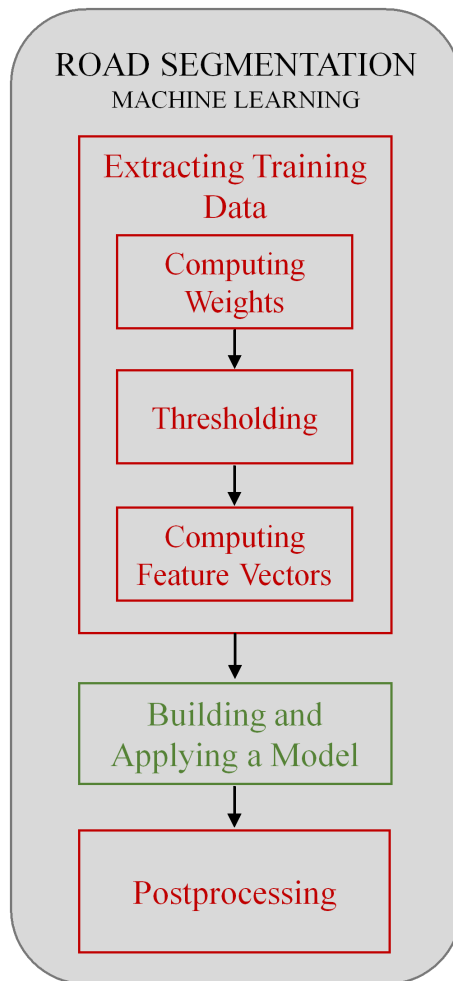 ROAD SEGMENTATION
MACHINE LEARNING
Extracting Training
Data
Computing
Weights
Thresholding
Computing
Feature Vectors
Building and
Applying a Model
Postprocessing